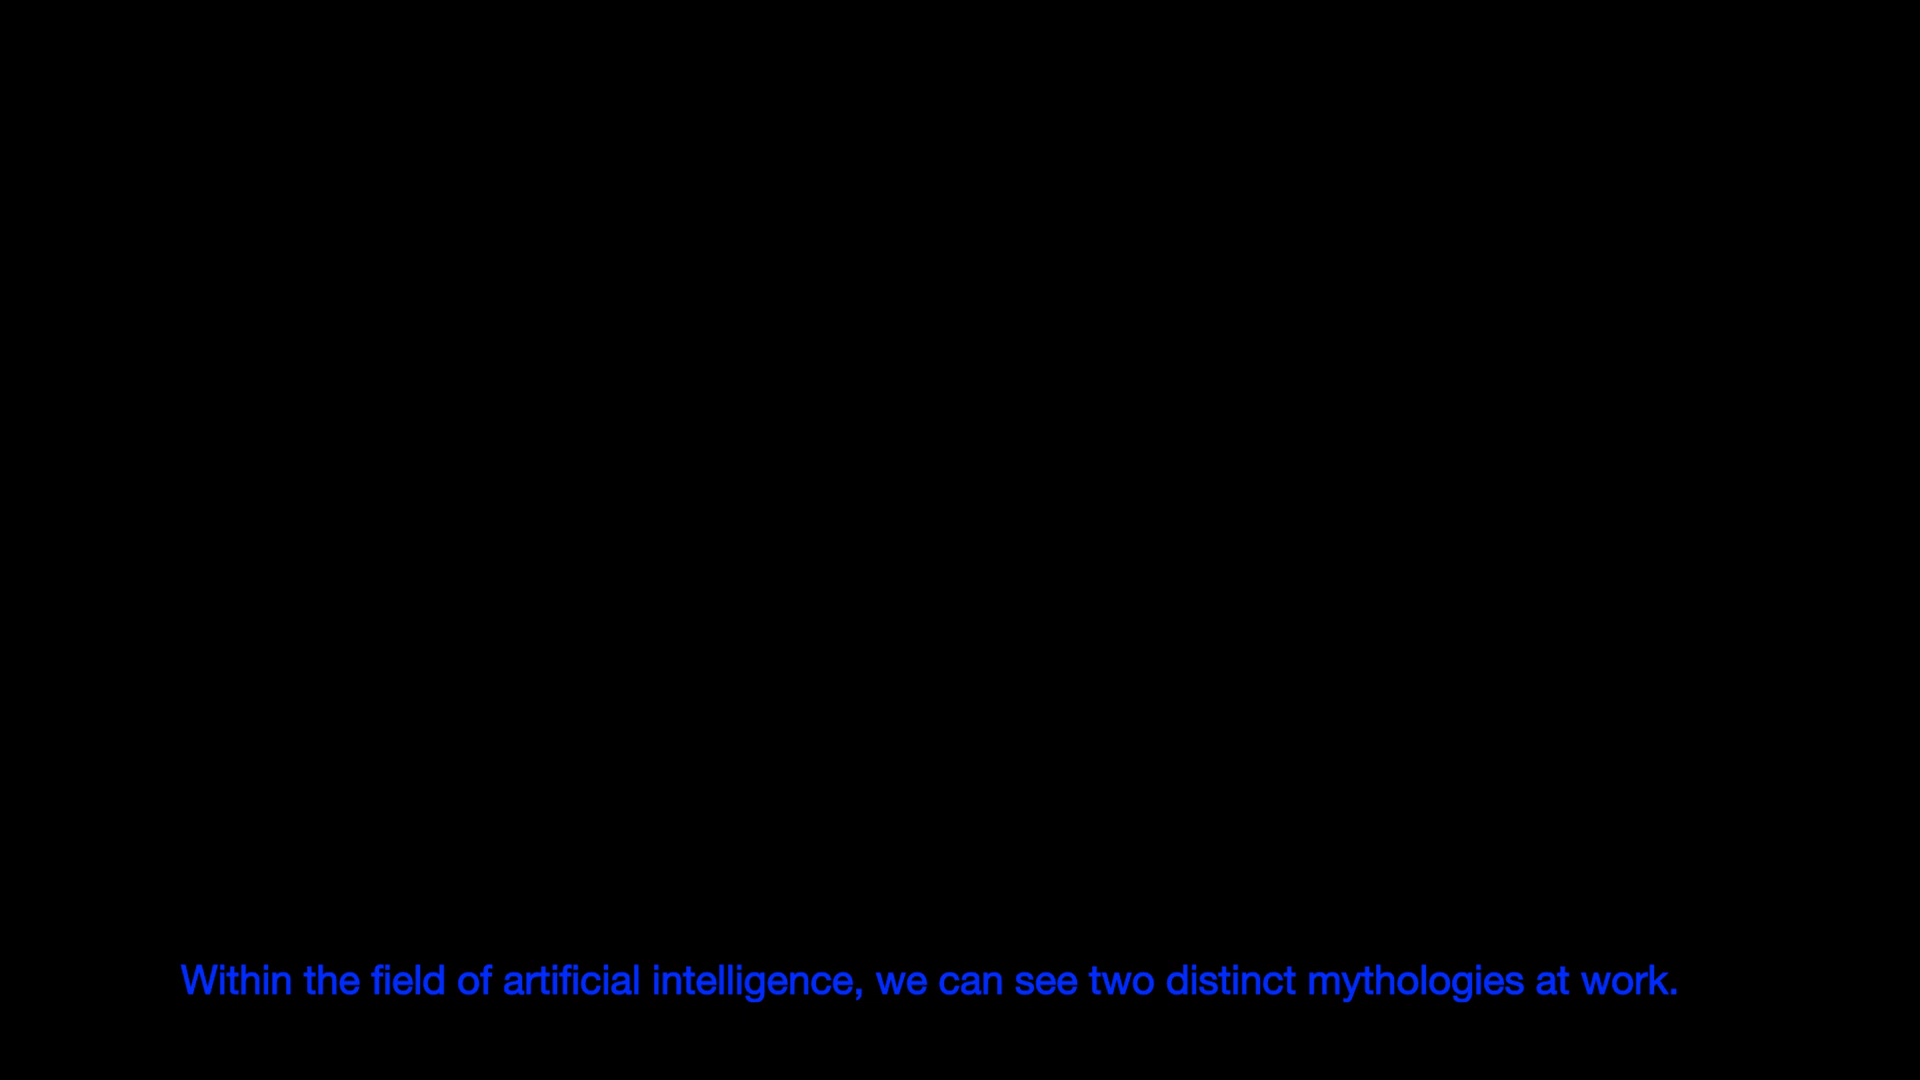 Within the field of artificial intelligence, we can see two distinct mythologies at work.